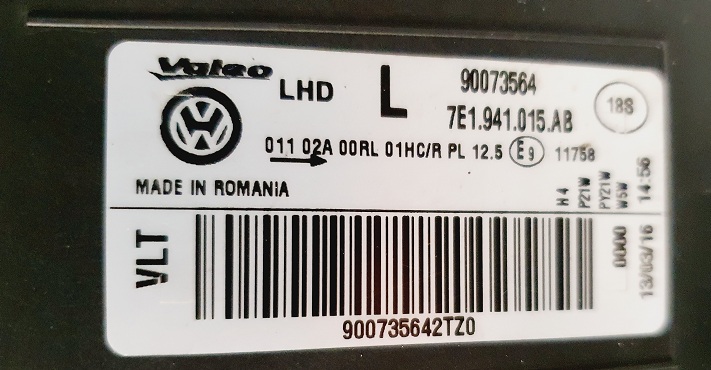 Valeo LHD L 90073564
7E1.941.015.AB 18S
011 02A 00RL 01HC/R PL 12.5 E9 11758
MADE IN ROMANIA
H4
P21W
PY21W
W5W
14:56
VLT
0000
13/03/16
900735642TZ0